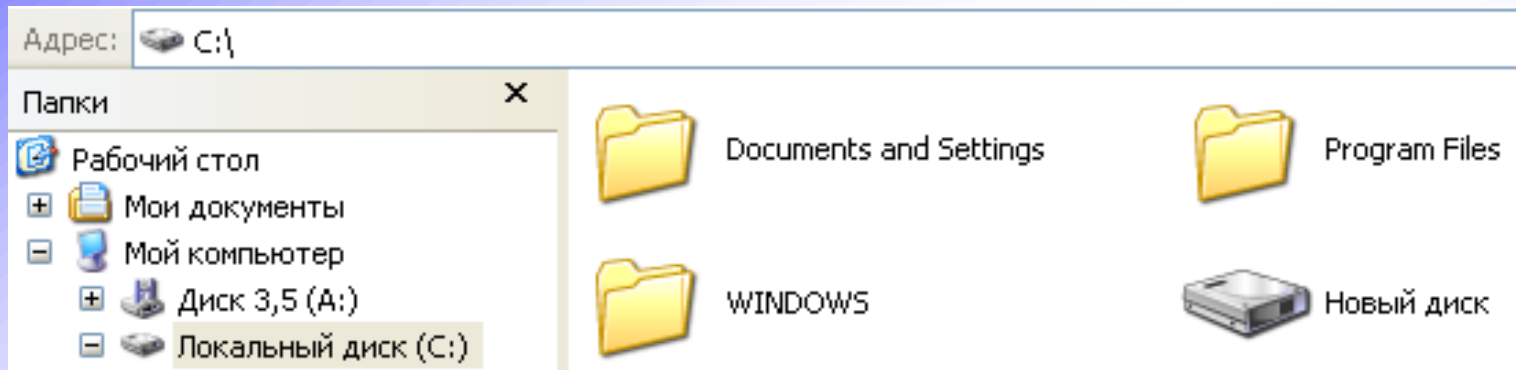 Адрес: C:\
Папки
Рабочий стол
Мои документы
Мой компьютер
Диск 3,5 (A:)
Локальный диск (C:)
Documents and Settings
Program Files
WINDOWS
Новый диск